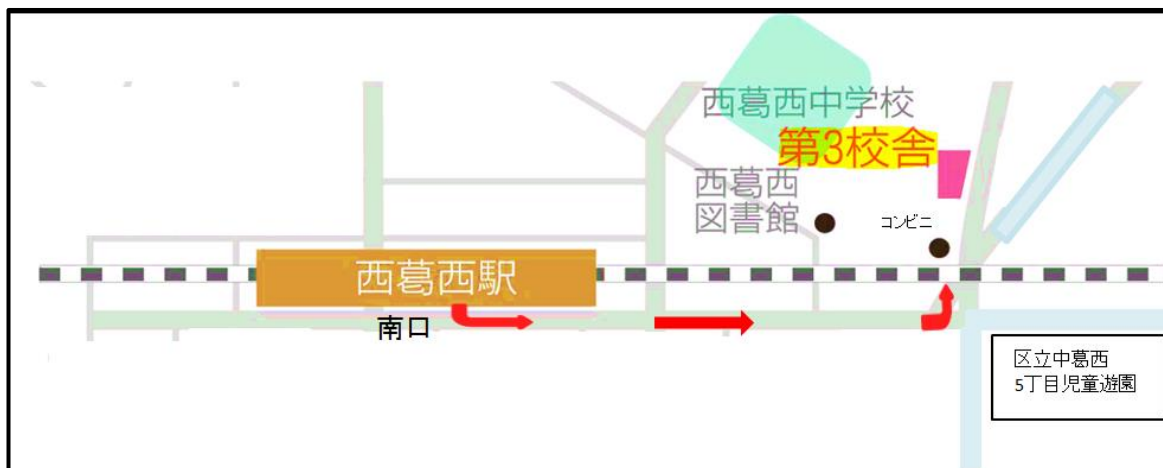 西葛西中学校
第3校舎
西葛西
図書館
コンビニ
西葛西駅
南口
区立中葛西
5丁目児童遊園